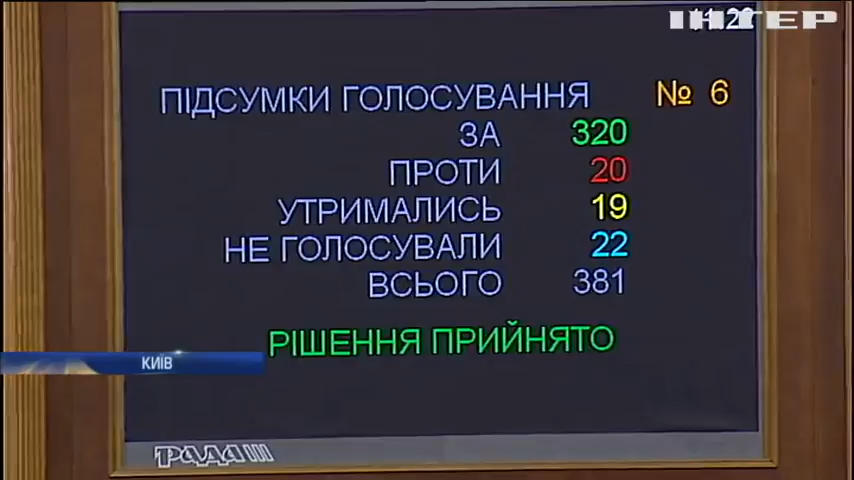 ІНТЕР
ПІДСУМКИ ГОЛОСУВАННЯ № 6
ЗА 320
ПРОТИ 20
УТРИМАЛИСЬ 19
НЕ ГОЛОСУВАЛИ 22
ВСЬОГО 381
РІШЕННЯ ПРИЙНЯТО
КИЇВ
РАДА